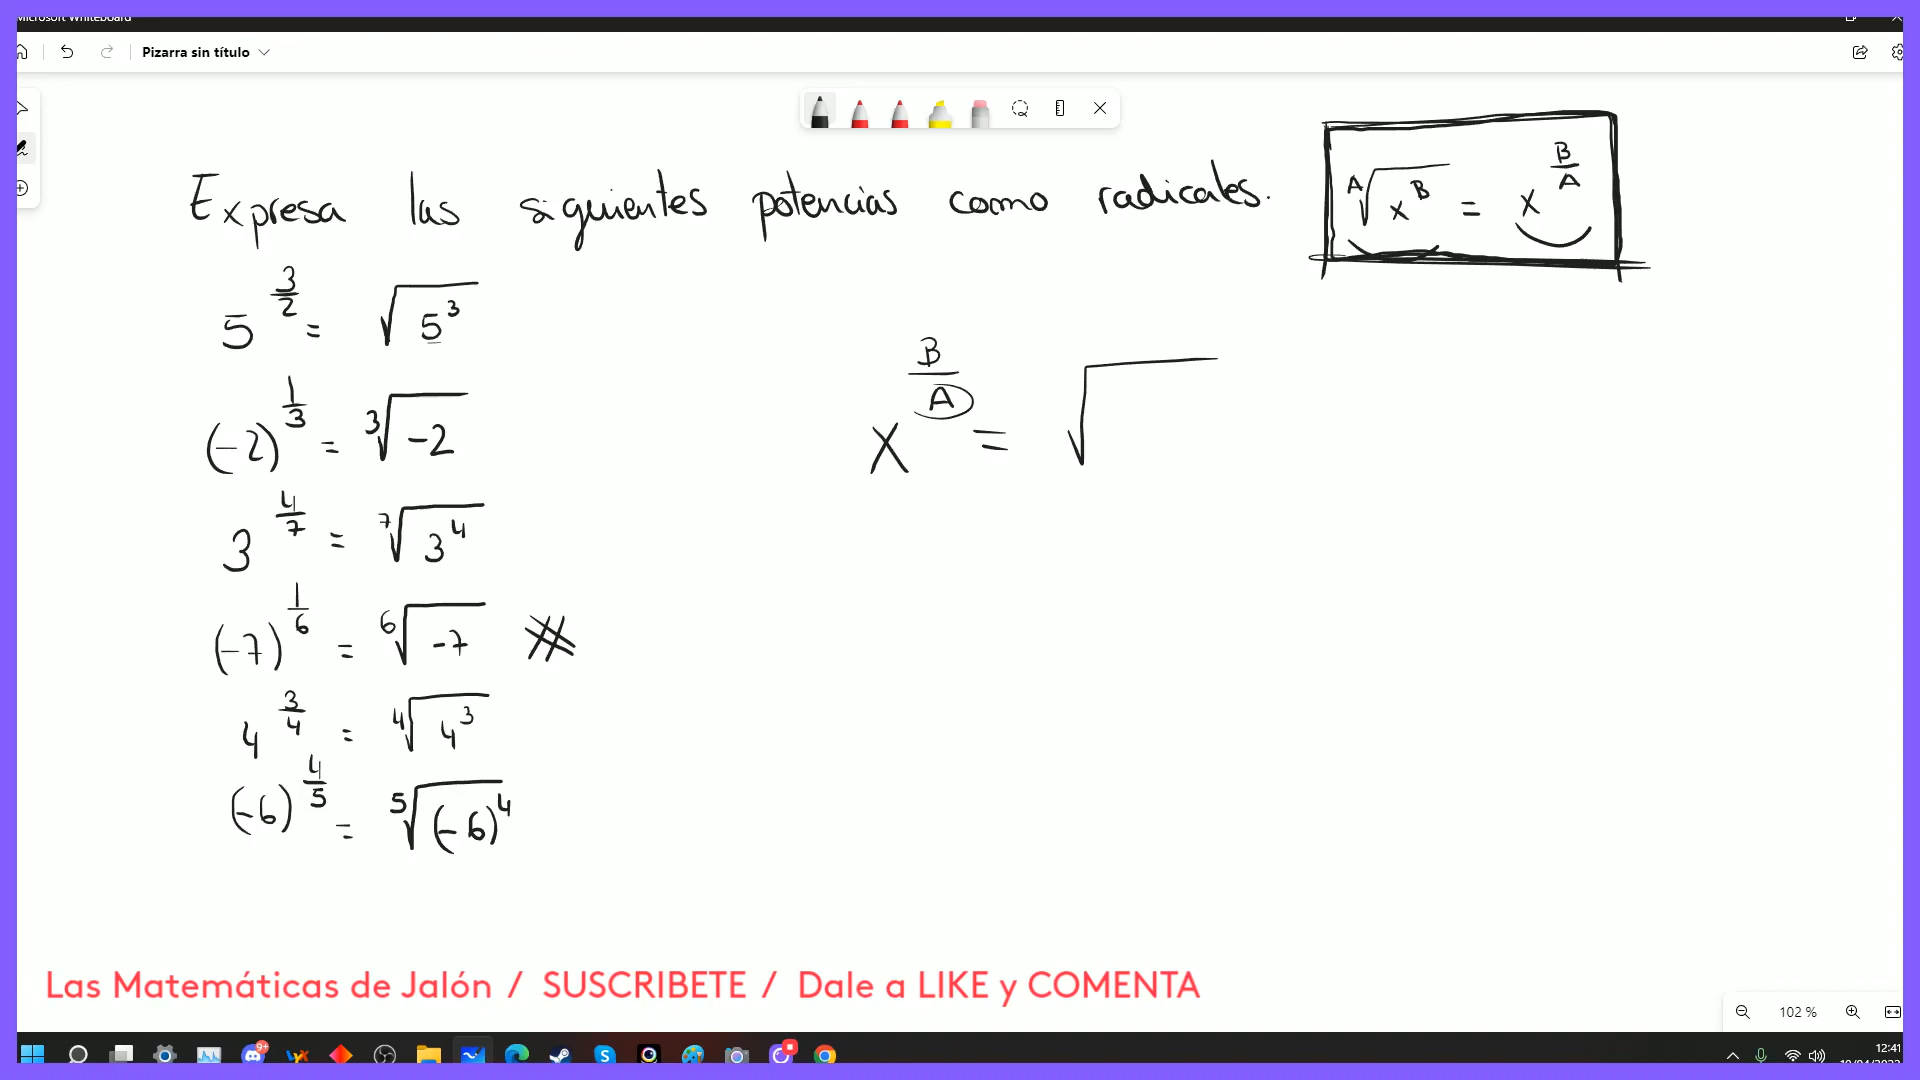 Microsoft Whiteboard
Pizarra sin título
Expresa las siguientes potencias como radicales.
ᴬ√(x^B) = x^(B/A)
5^(3/2) = √(5^3)
(-2)^(1/3) = ³√(-2)
3^(4/7) = ⁷√(3^4)
(-7)^(1/6) = ⁶√(-7)
4^(3/4) = ⁴√(4^3)
(-6)^(4/5) = ⁵√((-6)^4)
x^(B/A) = √
Las Matemáticas de Jalón / SUSCRIBETE / Dale a LIKE y COMENTA
102 %
9+
12:41